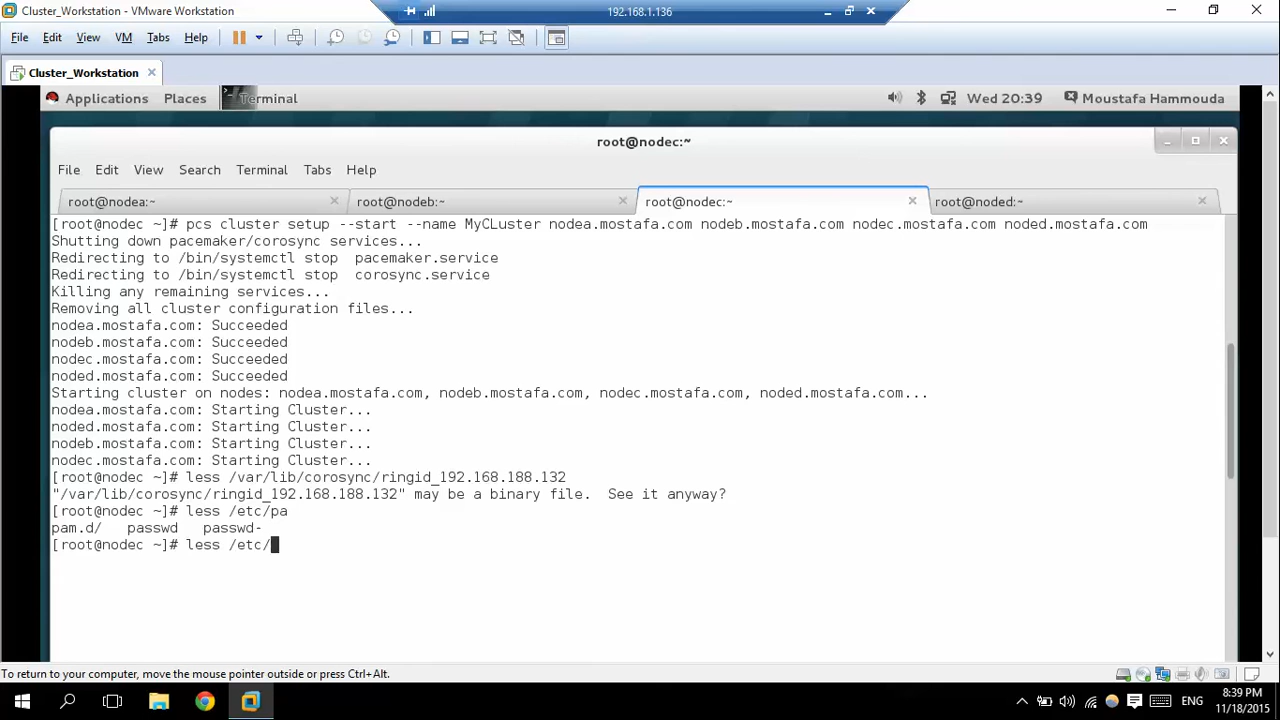 Cluster_Workstation - VMware Workstation
192.168.1.136
File Edit View VM Tabs Help
Cluster_Workstation
Applications Places Terminal Wed 20:39 Moustafa Hammouda
root@nodec:~
File Edit View Search Terminal Tabs Help
root@nodea:~ root@nodeb:~ root@nodec:~ root@noded:~
[root@nodec ~]# pcs cluster setup --start --name MyCLuster nodea.mostafa.com nodeb.mostafa.com nodec.mostafa.com noded.mostafa.com
Shutting down pacemaker/corosync services...
Redirecting to /bin/systemctl stop  pacemaker.service
Redirecting to /bin/systemctl stop  corosync.service
Killing any remaining services...
Removing all cluster configuration files...
nodea.mostafa.com: Succeeded
nodeb.mostafa.com: Succeeded
nodec.mostafa.com: Succeeded
noded.mostafa.com: Succeeded
Starting cluster on nodes: nodea.mostafa.com, nodeb.mostafa.com, nodec.mostafa.com, noded.mostafa.com...
nodea.mostafa.com: Starting Cluster...
noded.mostafa.com: Starting Cluster...
nodeb.mostafa.com: Starting Cluster...
nodec.mostafa.com: Starting Cluster...
[root@nodec ~]# less /var/lib/corosync/ringid_192.168.188.132
"/var/lib/corosync/ringid_192.168.188.132" may be a binary file.  See it anyway?
[root@nodec ~]# less /etc/pa
pam.d/   passwd   passwd-
[root@nodec ~]# less /etc/
To return to your computer, move the mouse pointer outside or press Ctrl+Alt.
ENG
8:39 PM
11/18/2015